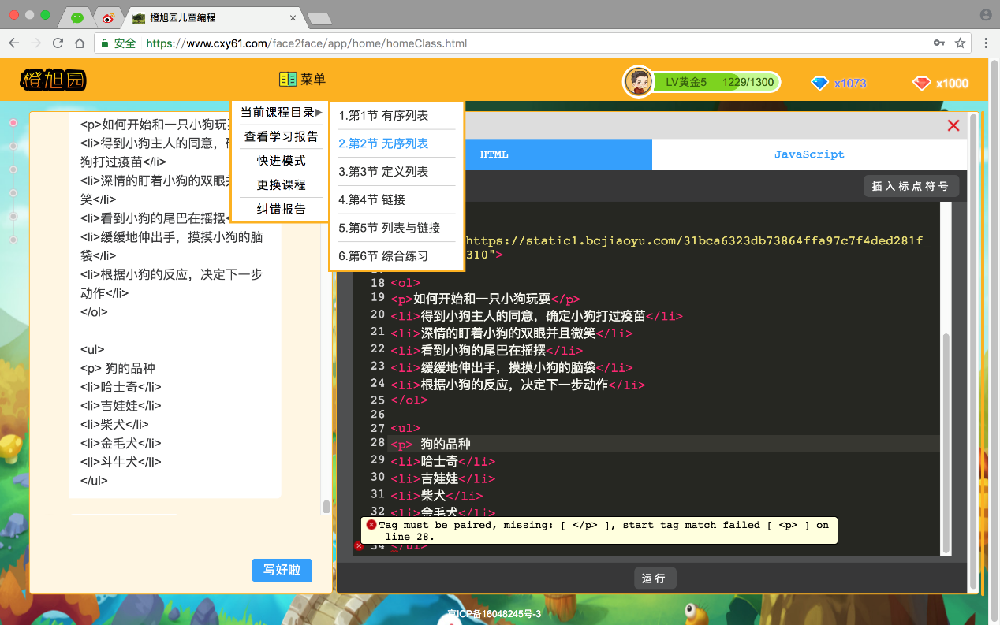 橙旭园儿童编程
安全 https://www.cxy61.com/face2face/app/home/homeClass.html
橙旭园
菜单
LV黄金5 1229/1300
x1073
x1000
当前课程目录▶
查看学习报告
快进模式
更换课程
纠错报告
1.第1节 有序列表
2.第2节 无序列表
3.第3节 定义列表
4.第4节 链接
5.第5节 列表与链接
6.第6节 综合练习
<p>如何开始和一只小狗玩
<li>得到小狗主人的同意，
狗打过疫苗</li>
<li>深情的盯着小狗的双眼
笑</li>
<li>看到小狗的尾巴在摇摆
<li>缓缓地伸出手，摸摸小狗的脑
袋</li>
<li>根据小狗的反应，决定下一步
动作</li>
</ol>
<ul>
<p> 狗的品种
<li>哈士奇</li>
<li>吉娃娃</li>
<li>柴犬</li>
<li>金毛犬</li>
<li>斗牛犬</li>
</ul>
写好啦
HTML
JavaScript
插入标点符号
https://static1.bcjiaoyu.com/31bca6323db73864ffa97c7f4ded281f_
310">
18 <ol>
19 <p>如何开始和一只小狗玩耍</p>
20 <li>得到小狗主人的同意，确定小狗打过疫苗</li>
21 <li>深情的盯着小狗的双眼并且微笑</li>
22 <li>看到小狗的尾巴在摇摆</li>
23 <li>缓缓地伸出手，摸摸小狗的脑袋</li>
24 <li>根据小狗的反应，决定下一步动作</li>
25 </ol>
26
27 <ul>
28 <p> 狗的品种
29 <li>哈士奇</li>
30 <li>吉娃娃</li>
31 <li>柴犬</li>
32 <li>金毛犬</li>
Tag must be paired, missing: [ </p> ], start tag match failed [ <p> ] on
line 28.
34 </ul>
运行
京ICP备16048245号-3